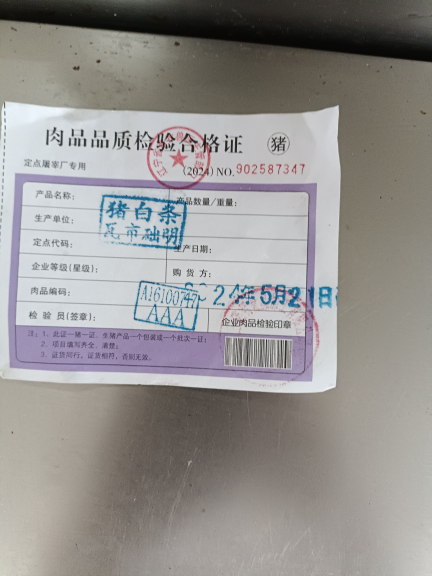 肉品品质检验合格证
猪
定点屠宰厂专用
(2024) NO. 902587347
产品名称:
产品数量/重量:
猪白条
生产单位:
瓦市础明
定点代码:
生产日期:
企业等级(星级):
购 货 方:
2024年5月21日
肉品编码:
A16100747
AAA
检 验 员(签章):
企业肉品检验印章
注:1、此证一猪一证,生猪产品一个包装或一个批次一证;
2、项目填写齐全、清楚;
3、证货同行,证货相符,否则无效。